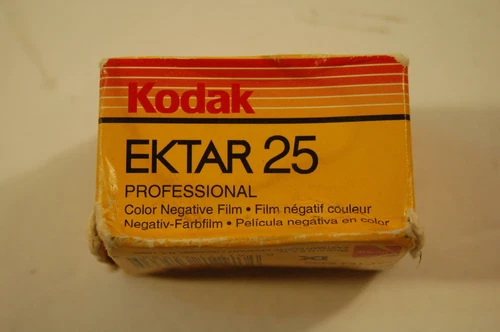 Kodak
EKTAR 25
PROFESSIONAL
Color Negative Film • Film négatif couleur
Negativ-Farbfilm • Película negativa en color